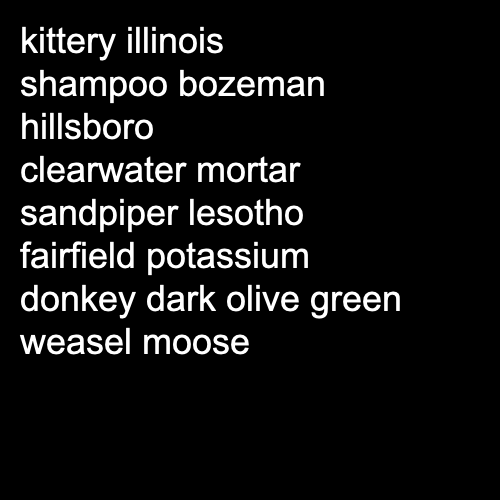 kittery illinois
shampoo bozeman
hillsboro
clearwater mortar
sandpiper lesotho
fairfield potassium
donkey dark olive green
weasel moose